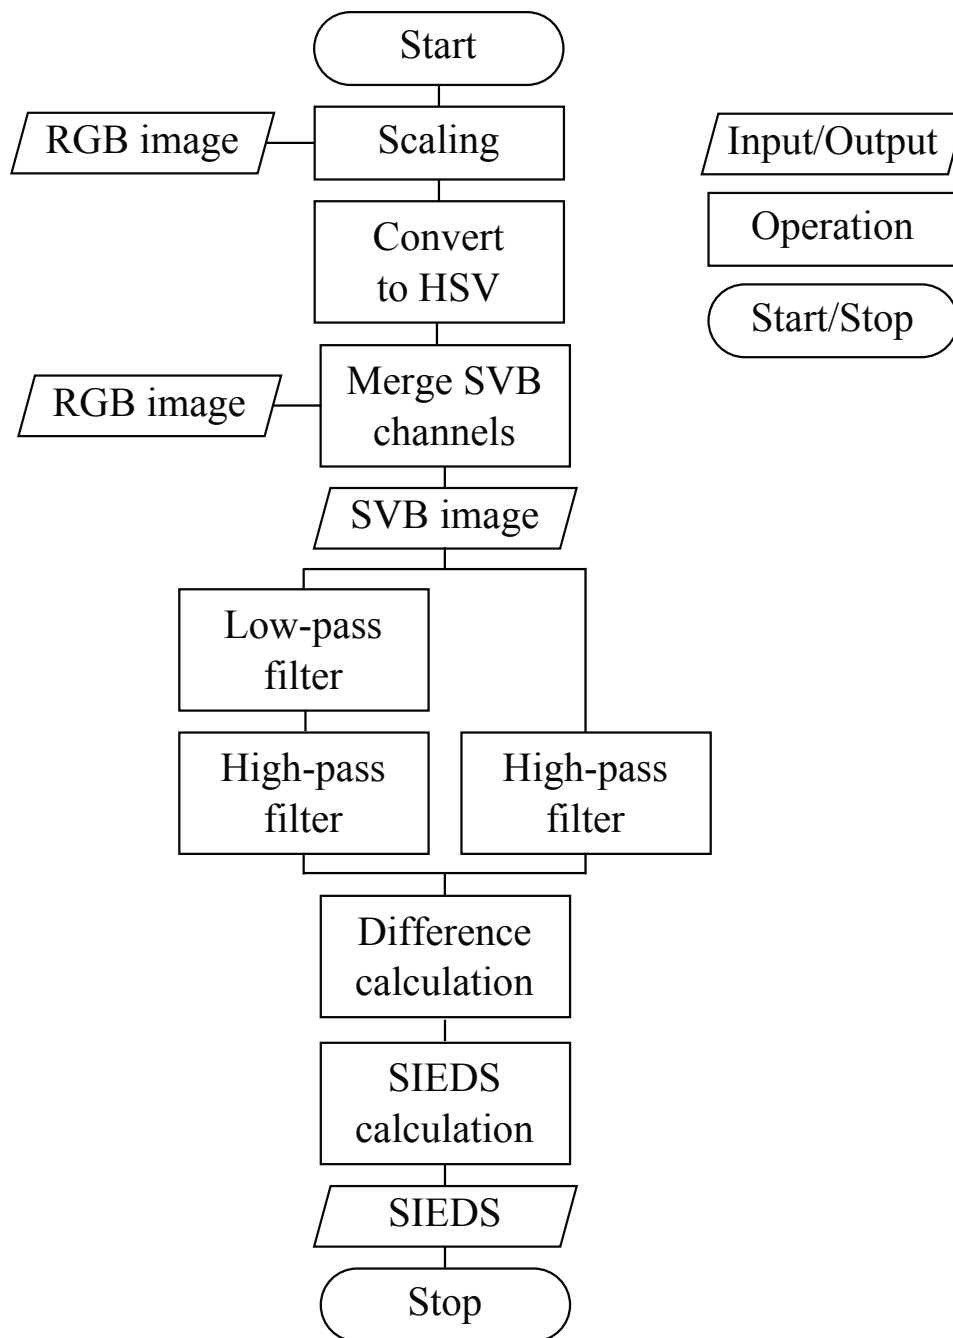 Start
RGB image
Scaling
Convert
to HSV
RGB image
Merge SVB
channels
SVB image
Low-pass
filter
High-pass
filter
High-pass
filter
Difference
calculation
SIEDS
calculation
SIEDS
Stop
Input/Output
Operation
Start/Stop